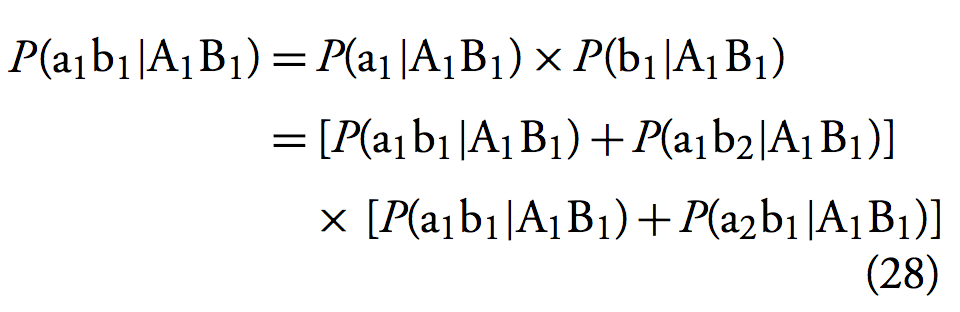 P(a₁b₁|A₁B₁) = P(a₁|A₁B₁) × P(b₁|A₁B₁)
= [P(a₁b₁|A₁B₁) + P(a₁b₂|A₁B₁)]
× [P(a₁b₁|A₁B₁) + P(a₂b₁|A₁B₁)]
(28)